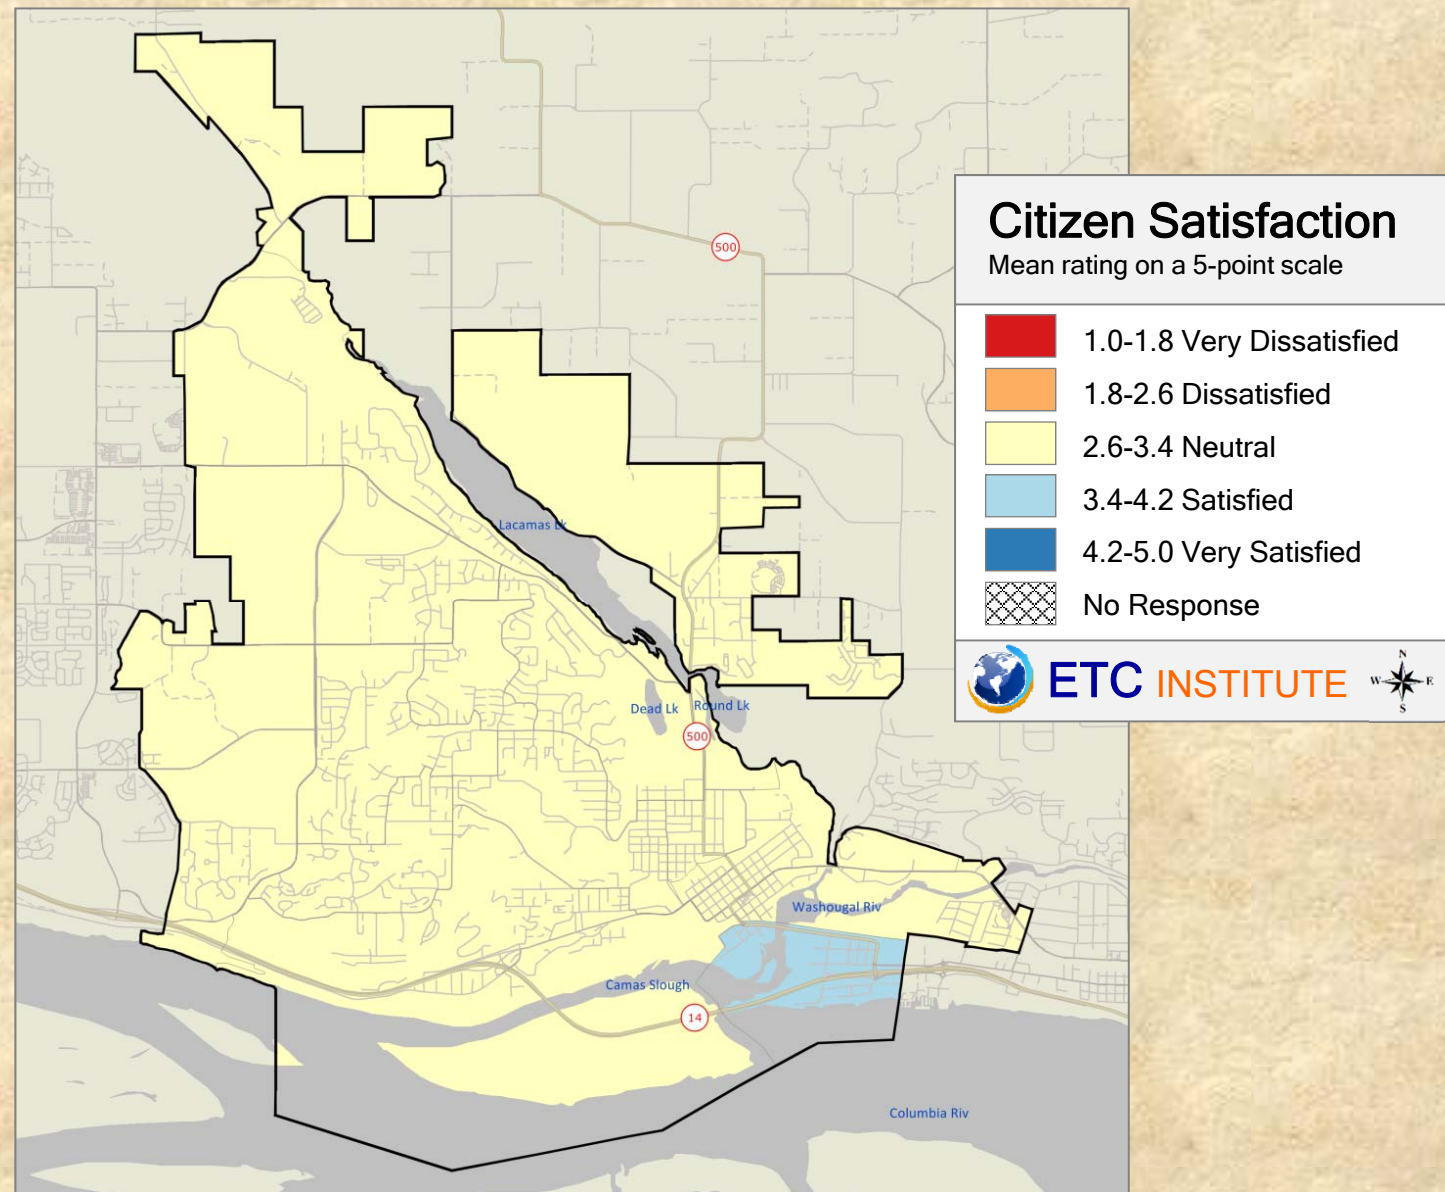 Citizen Satisfaction
Mean rating on a 5-point scale
1.0-1.8 Very Dissatisfied
1.8-2.6 Dissatisfied
2.6-3.4 Neutral
3.4-4.2 Satisfied
4.2-5.0 Very Satisfied
No Response
ETC INSTITUTE
N
W E
S
500
Lacamas Lk
Dead Lk Round Lk
500
Washougal Riv
Camas Slough
14
Columbia Riv